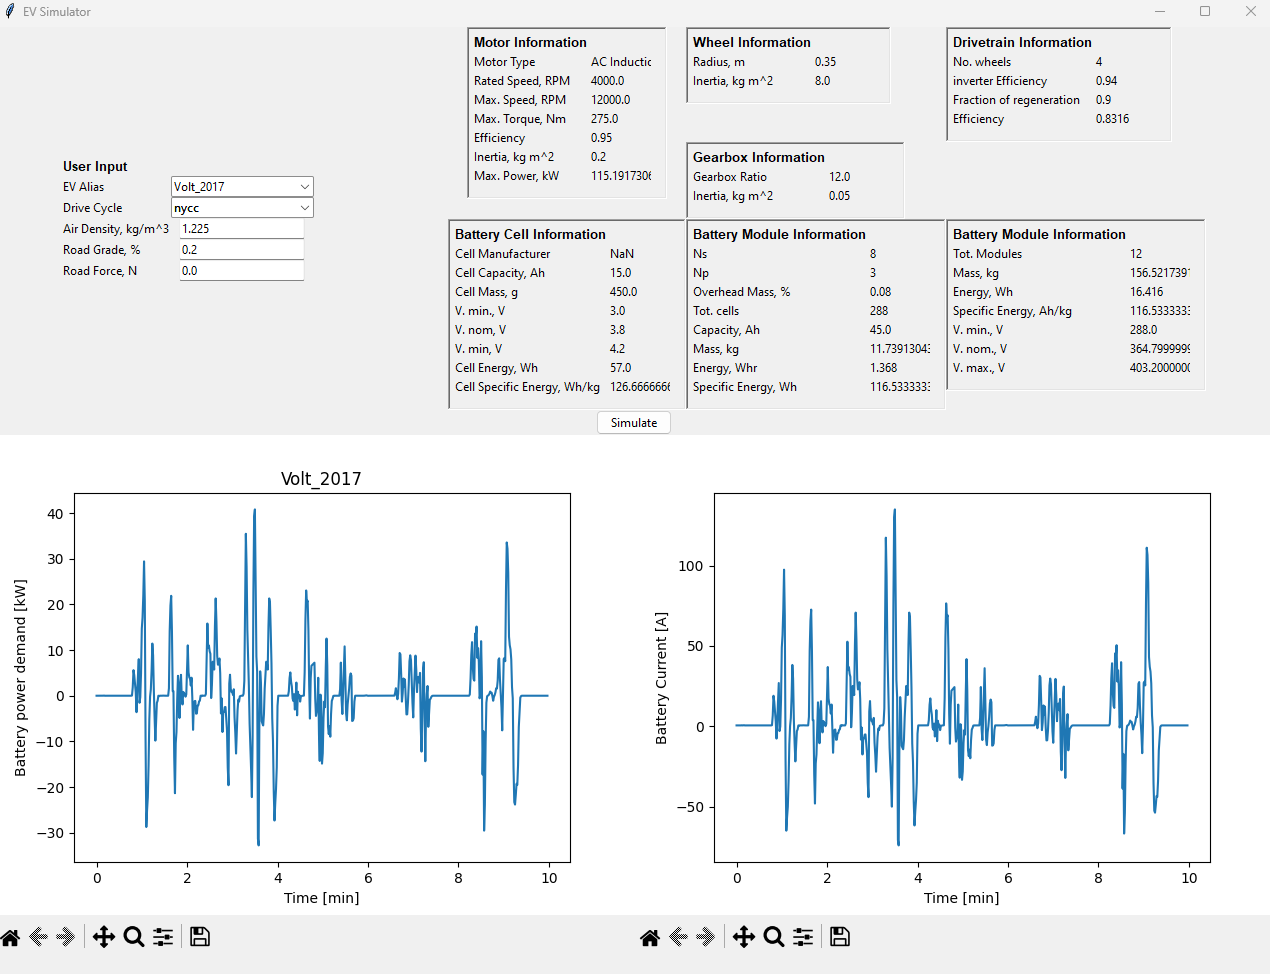 EV Simulator
User Input
EV Alias Volt_2017
Drive Cycle nycc
Air Density, kg/m^3 1.225
Road Grade, % 0.2
Road Force, N 0.0
Motor Information
Motor Type AC Inductic
Rated Speed, RPM 4000.0
Max. Speed, RPM 12000.0
Max. Torque, Nm 275.0
Efficiency 0.95
Inertia, kg m^2 0.2
Max. Power, kW 115.1917306
Wheel Information
Radius, m 0.35
Inertia, kg m^2 8.0
Drivetrain Information
No. wheels 4
inverter Efficiency 0.94
Fraction of regeneration 0.9
Efficiency 0.8316
Gearbox Information
Gearbox Ratio 12.0
Inertia, kg m^2 0.05
Battery Cell Information
Cell Manufacturer NaN
Cell Capacity, Ah 15.0
Cell Mass, g 450.0
V. min., V 3.0
V. nom, V 3.8
V. min, V 4.2
Cell Energy, Wh 57.0
Cell Specific Energy, Wh/kg 126.6666666
Battery Module Information
Ns 8
Np 3
Overhead Mass, % 0.08
Tot. cells 288
Capacity, Ah 45.0
Mass, kg 11.73913043
Energy, Whr 1.368
Specific Energy, Wh 116.5333333
Battery Module Information
Tot. Modules 12
Mass, kg 156.5217391
Energy, Wh 16.416
Specific Energy, Ah/kg 116.5333333
V. min., V 288.0
V. nom., V 364.7999999
V. max., V 403.2000000
Simulate
Volt_2017
Battery power demand [kW]
40
30
20
10
0
−10
−20
−30
0 2 4 6 8 10
Time [min]
Battery Current [A]
100
50
0
−50
0 2 4 6 8 10
Time [min]